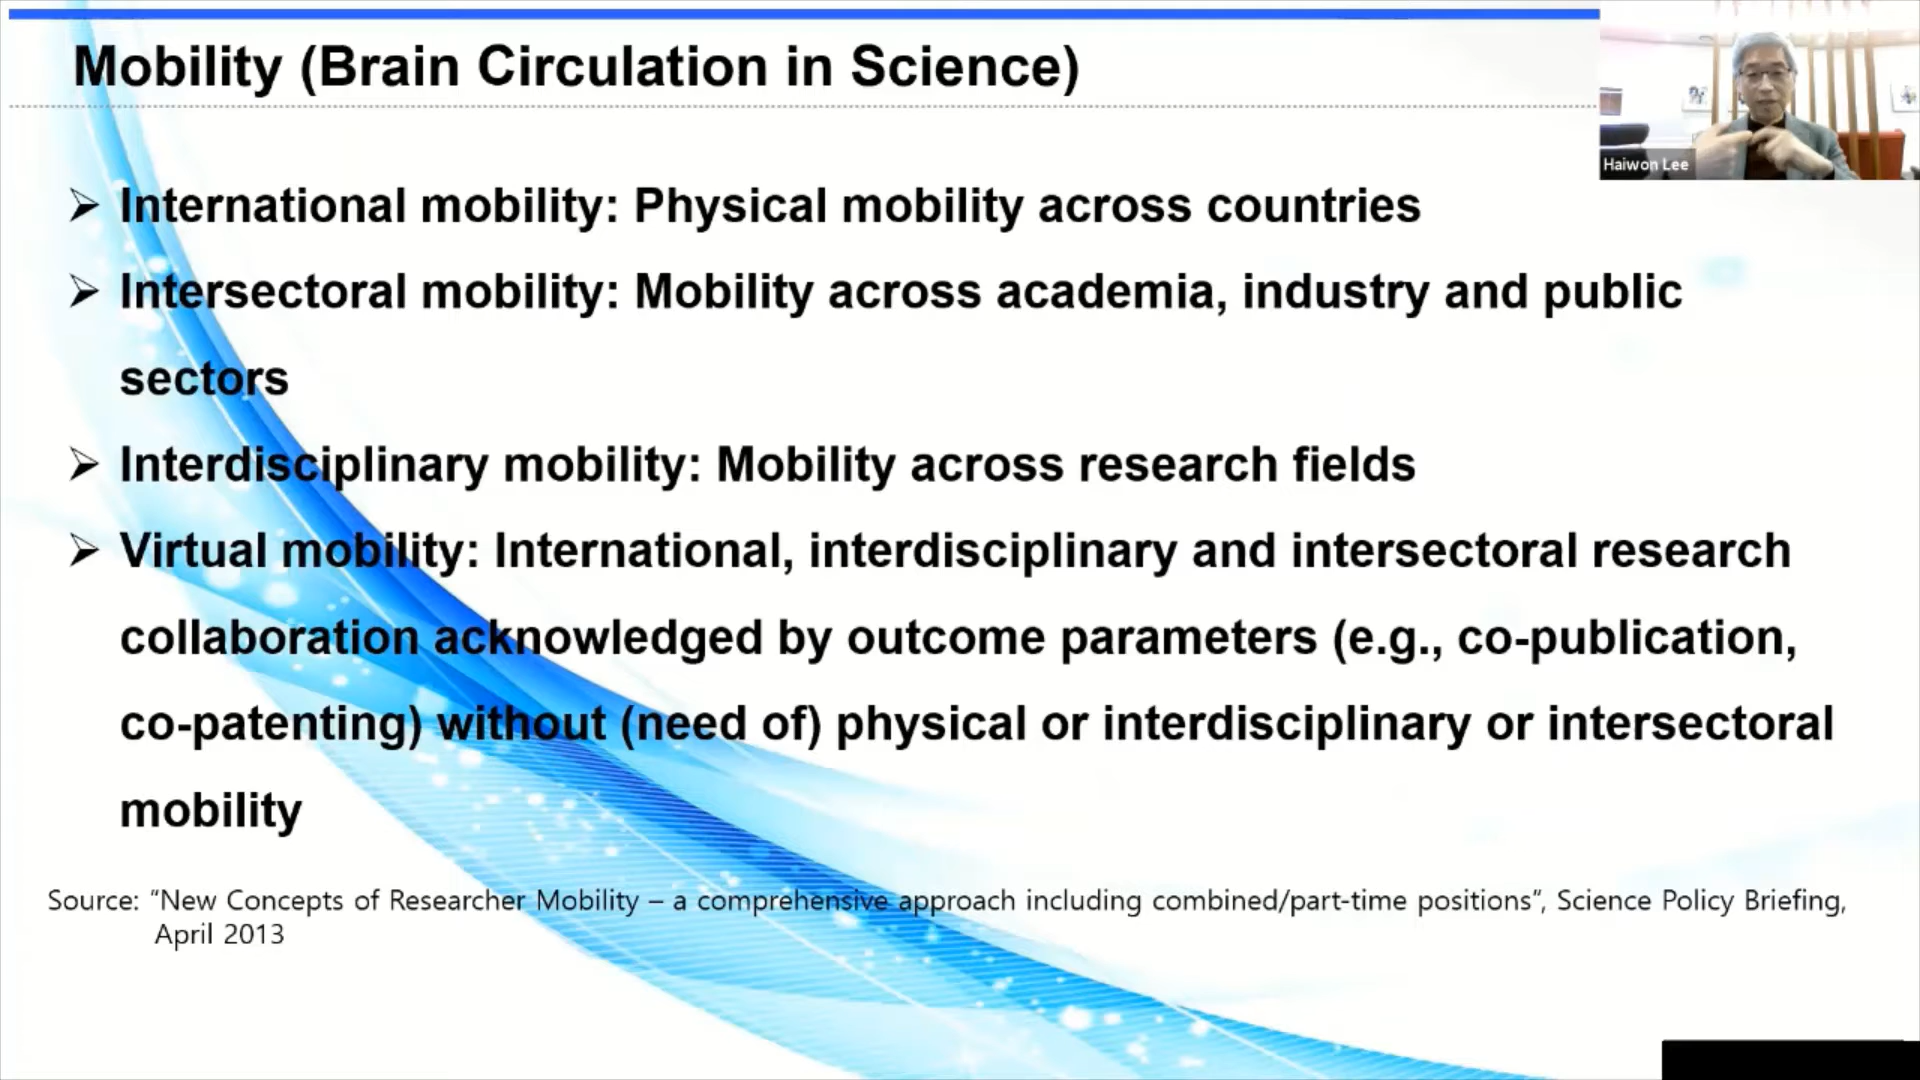 Mobility (Brain Circulation in Science)
Haiwon Lee
➢ International mobility: Physical mobility across countries
➢ Intersectoral mobility: Mobility across academia, industry and public
sectors
➢ Interdisciplinary mobility: Mobility across research fields
➢ Virtual mobility: International, interdisciplinary and intersectoral research
collaboration acknowledged by outcome parameters (e.g., co-publication,
co-patenting) without (need of) physical or interdisciplinary or intersectoral
mobility
Source: “New Concepts of Researcher Mobility – a comprehensive approach including combined/part-time positions”, Science Policy Briefing,
April 2013